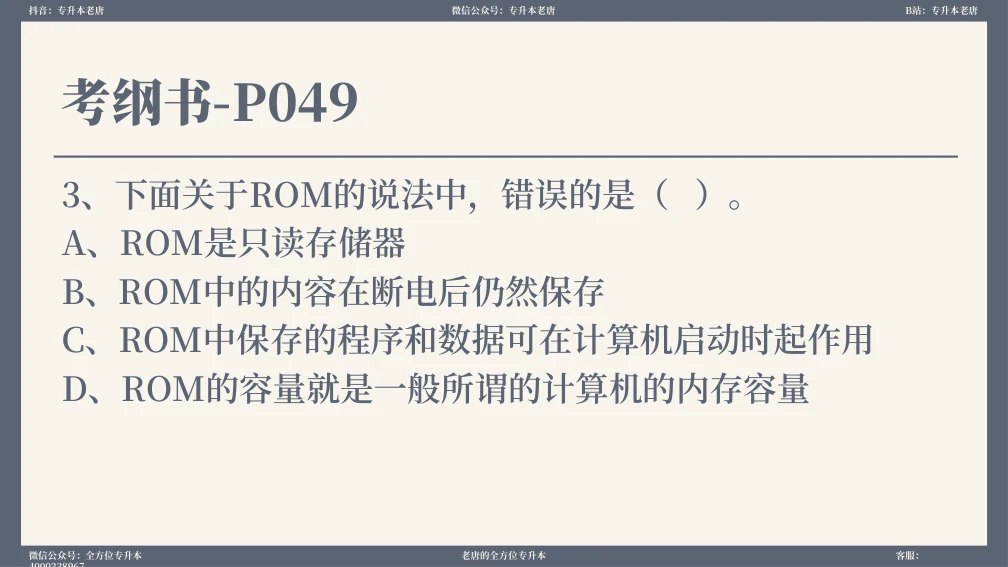 抖音：专升本老唐
微信公众号：专升本老唐
B站：专升本老唐
考纲书-P049
3、下面关于ROM的说法中，错误的是（ ）。
A、ROM是只读存储器
B、ROM中的内容在断电后仍然保存
C、ROM中保存的程序和数据可在计算机启动时起作用
D、ROM的容量就是一般所谓的计算机的内存容量
微信公众号：全方位专升本
老唐的全方位专升本
客服：
4000238967